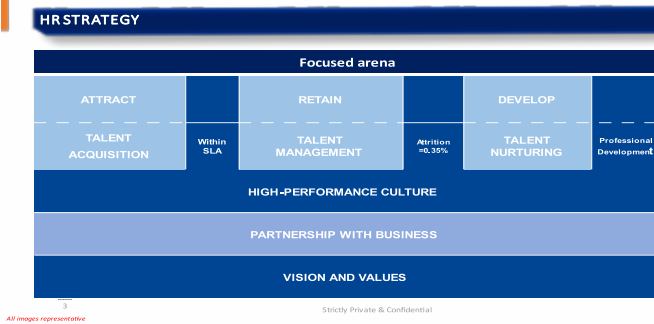 HR STRATEGY
Focused arena
ATTRACT
RETAIN
DEVELOP
TALENT
ACQUISITION
Within
SLA
TALENT
MANAGEMENT
Attrition
=0.35%
TALENT
NURTURING
Professional
Development
HIGH-PERFORMANCE CULTURE
PARTNERSHIP WITH BUSINESS
VISION AND VALUES
3
Strictly Private & Confidential
All images representative